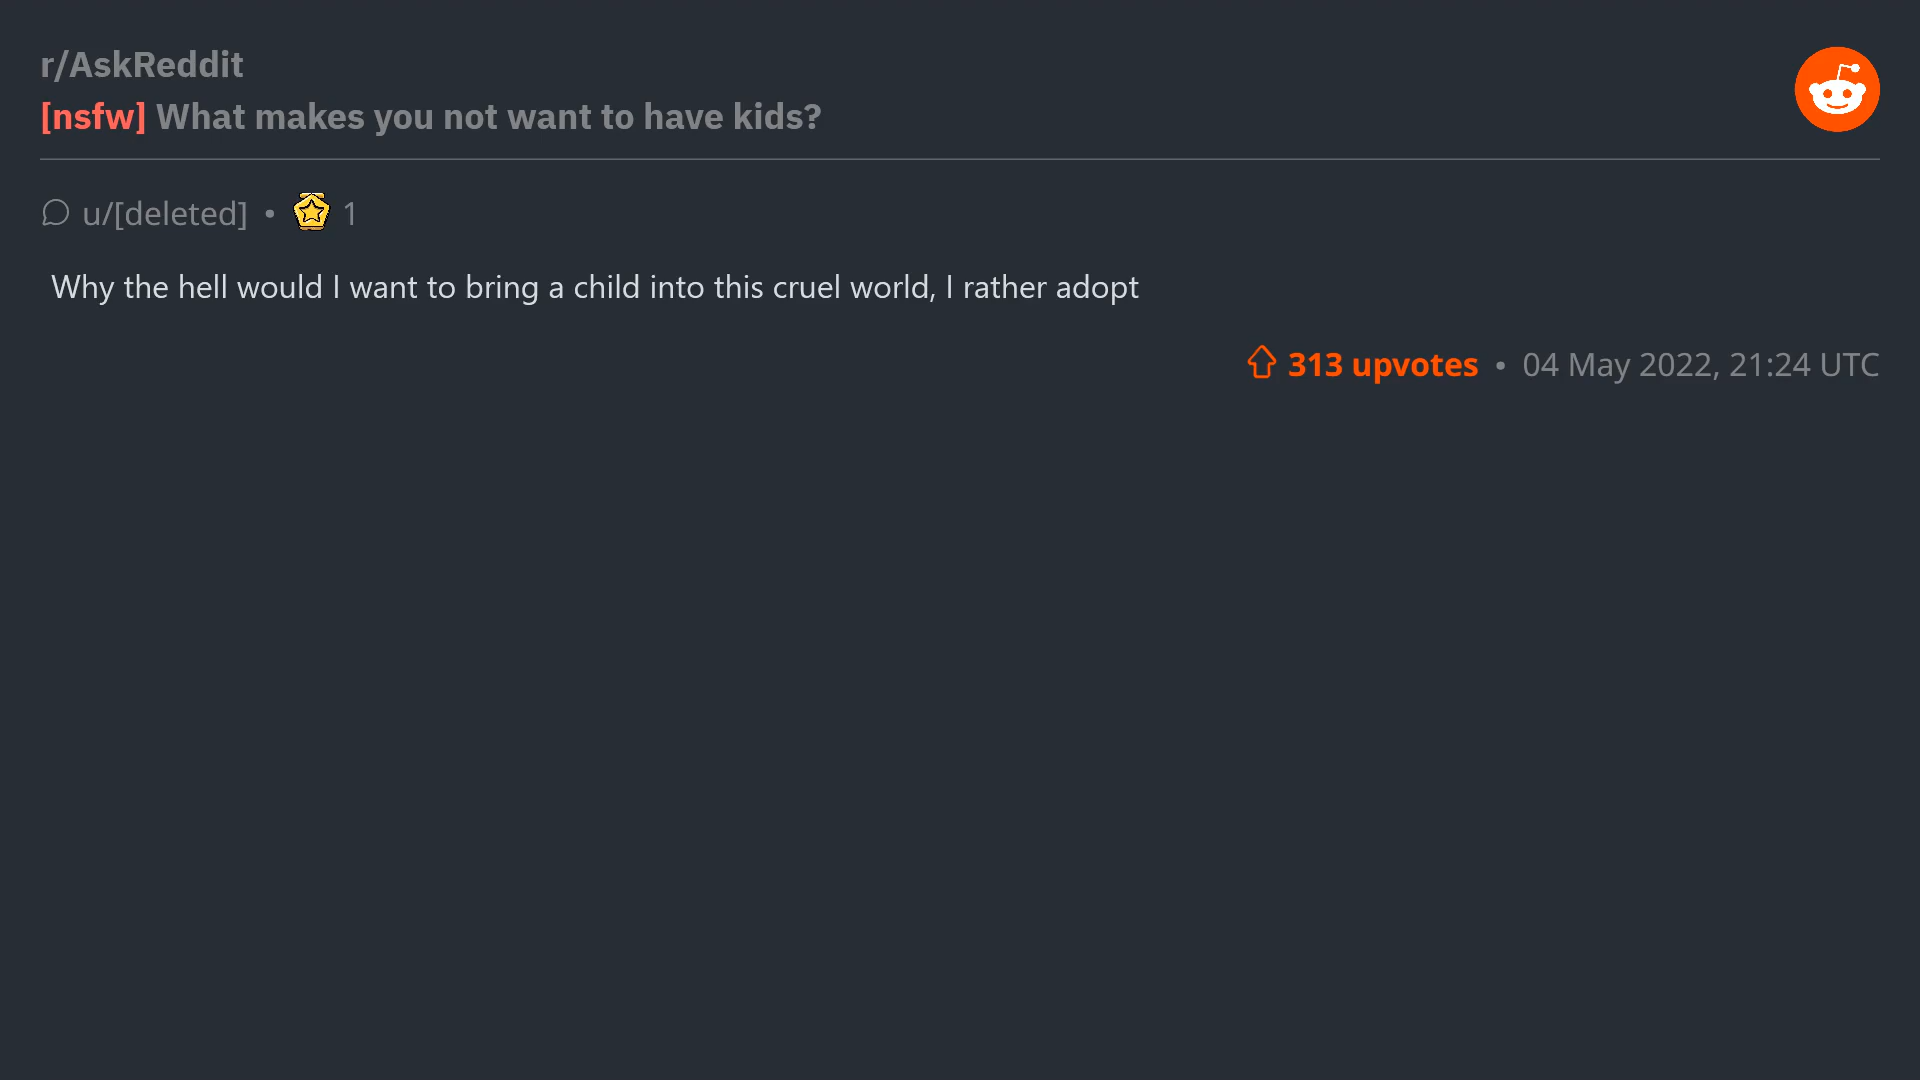 r/AskReddit
[nsfw] What makes you not want to have kids?
u/[deleted] • 1
Why the hell would I want to bring a child into this cruel world, I rather adopt
313 upvotes • 04 May 2022, 21:24 UTC